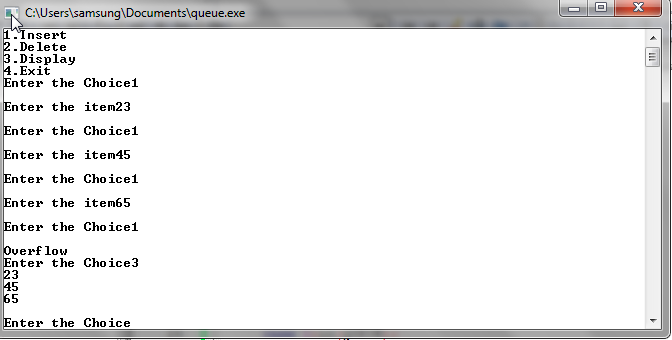 C:\Users\samsung\Documents\queue.exe
1.Insert
2.Delete
3.Display
4.Exit
Enter the Choice1
Enter the item23
Enter the Choice1
Enter the item45
Enter the Choice1
Enter the item65
Enter the Choice1
Overflow
Enter the Choice3
23
45
65
Enter the Choice